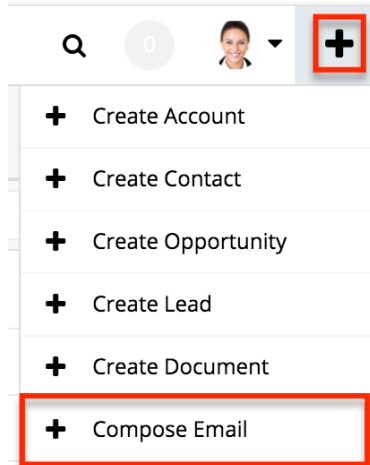 0
Create Account
Create Contact
Create Opportunity
Create Lead
Create Document
Compose Email